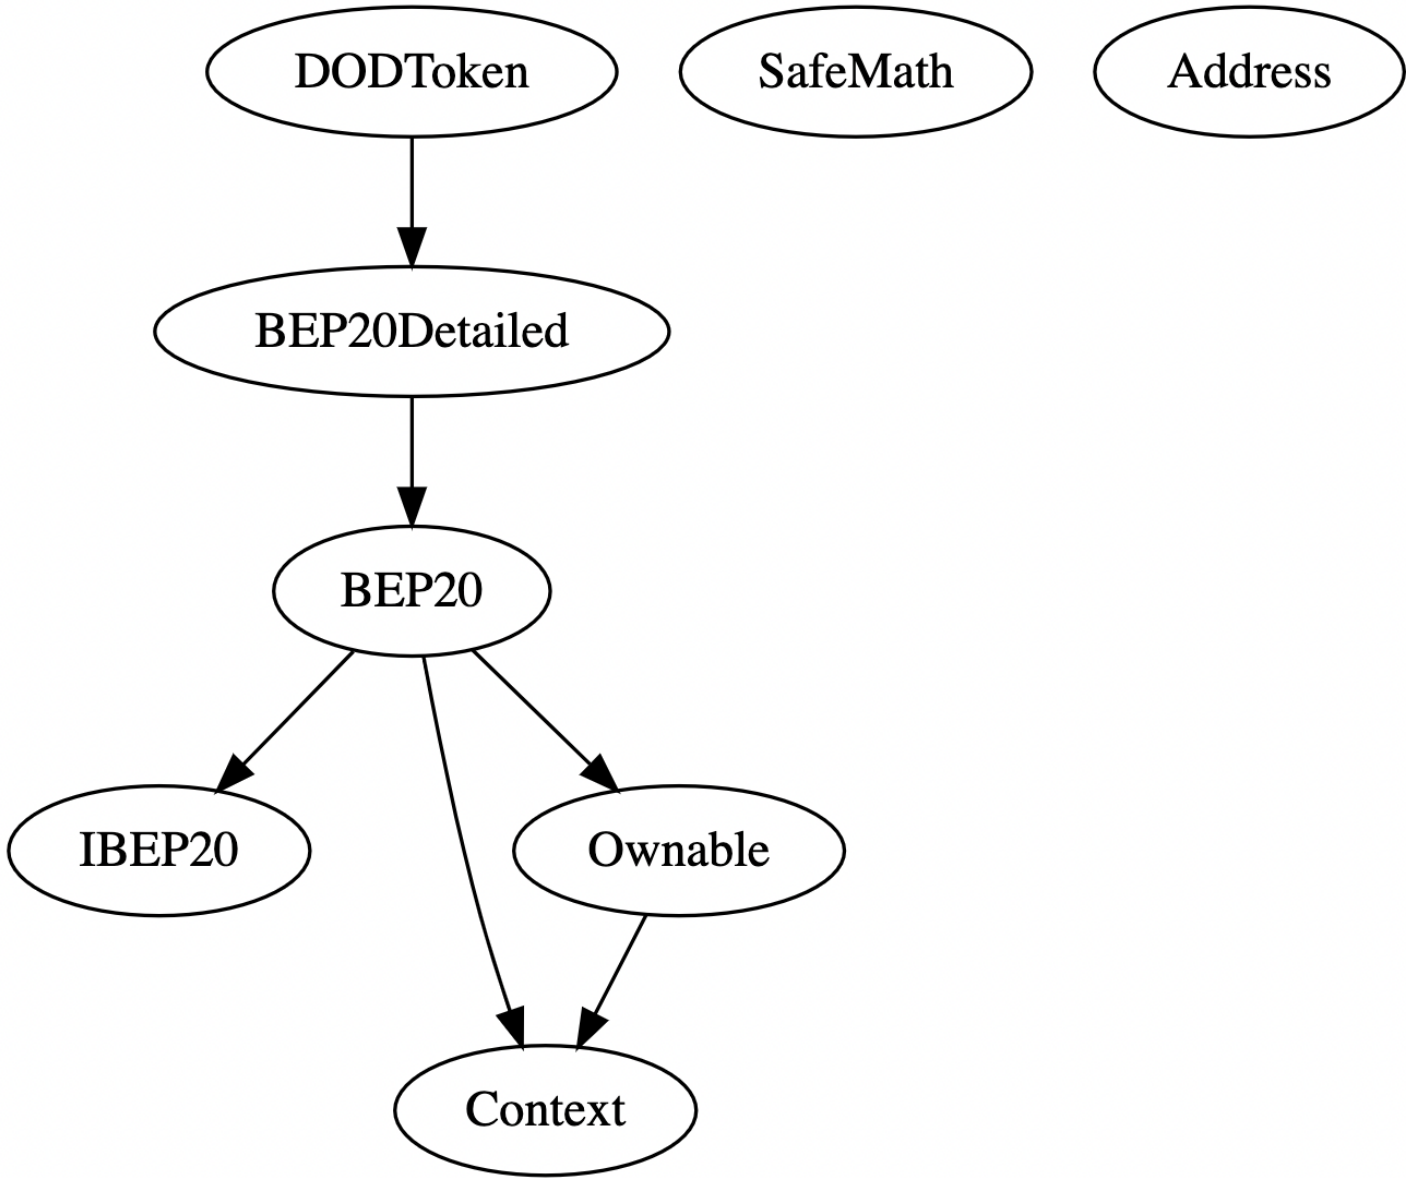 DODToken
SafeMath
Address
BEP20Detailed
BEP20
IBEP20
Ownable
Context